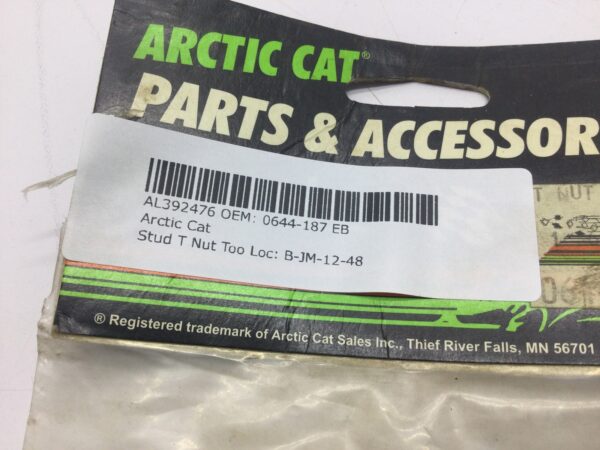 ARCTIC CAT®
PARTS & ACCESSOR
T NUT
AL392476 OEM: 0644-187 EB
Arctic Cat
Stud T Nut Too Loc: B-JM-12-48
® Registered trademark of Arctic Cat Sales Inc., Thief River Falls, MN 56701